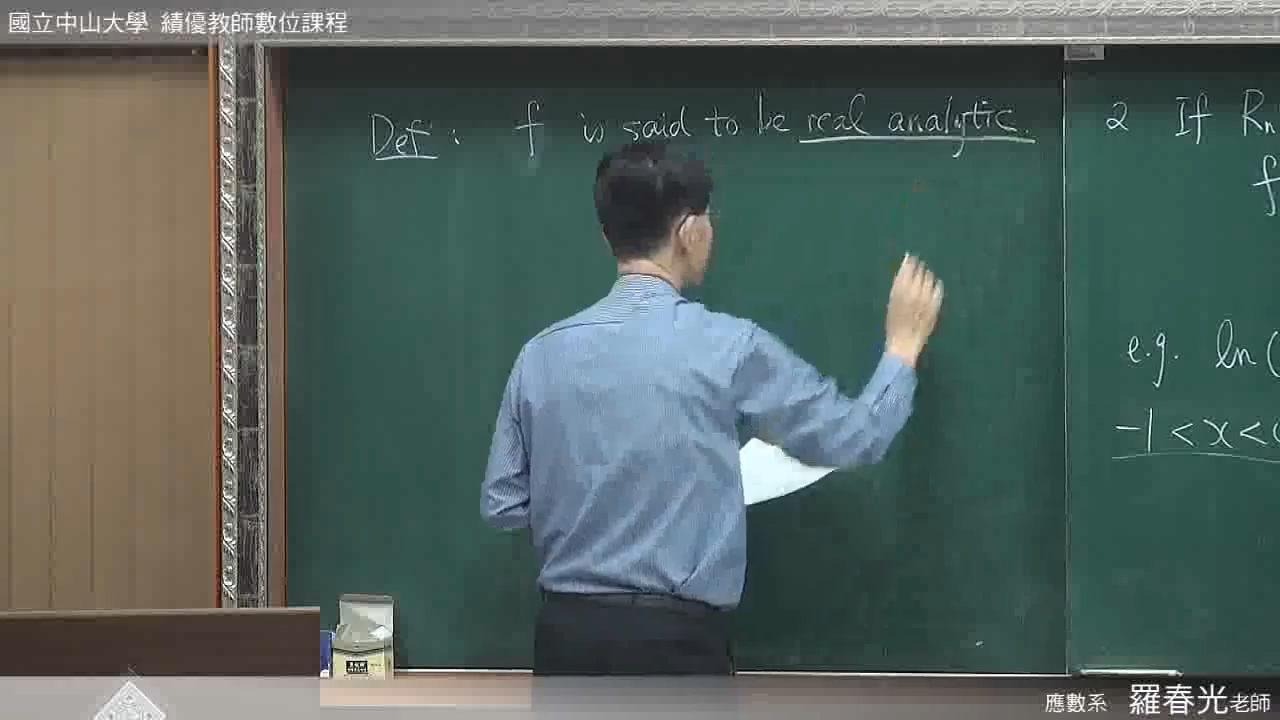 國立中山大學 績優教師數位課程
Def : f is said to be real analytic.
2 If Rn
f
e.g. ln(
-1 < x <
應數系 羅春光老師